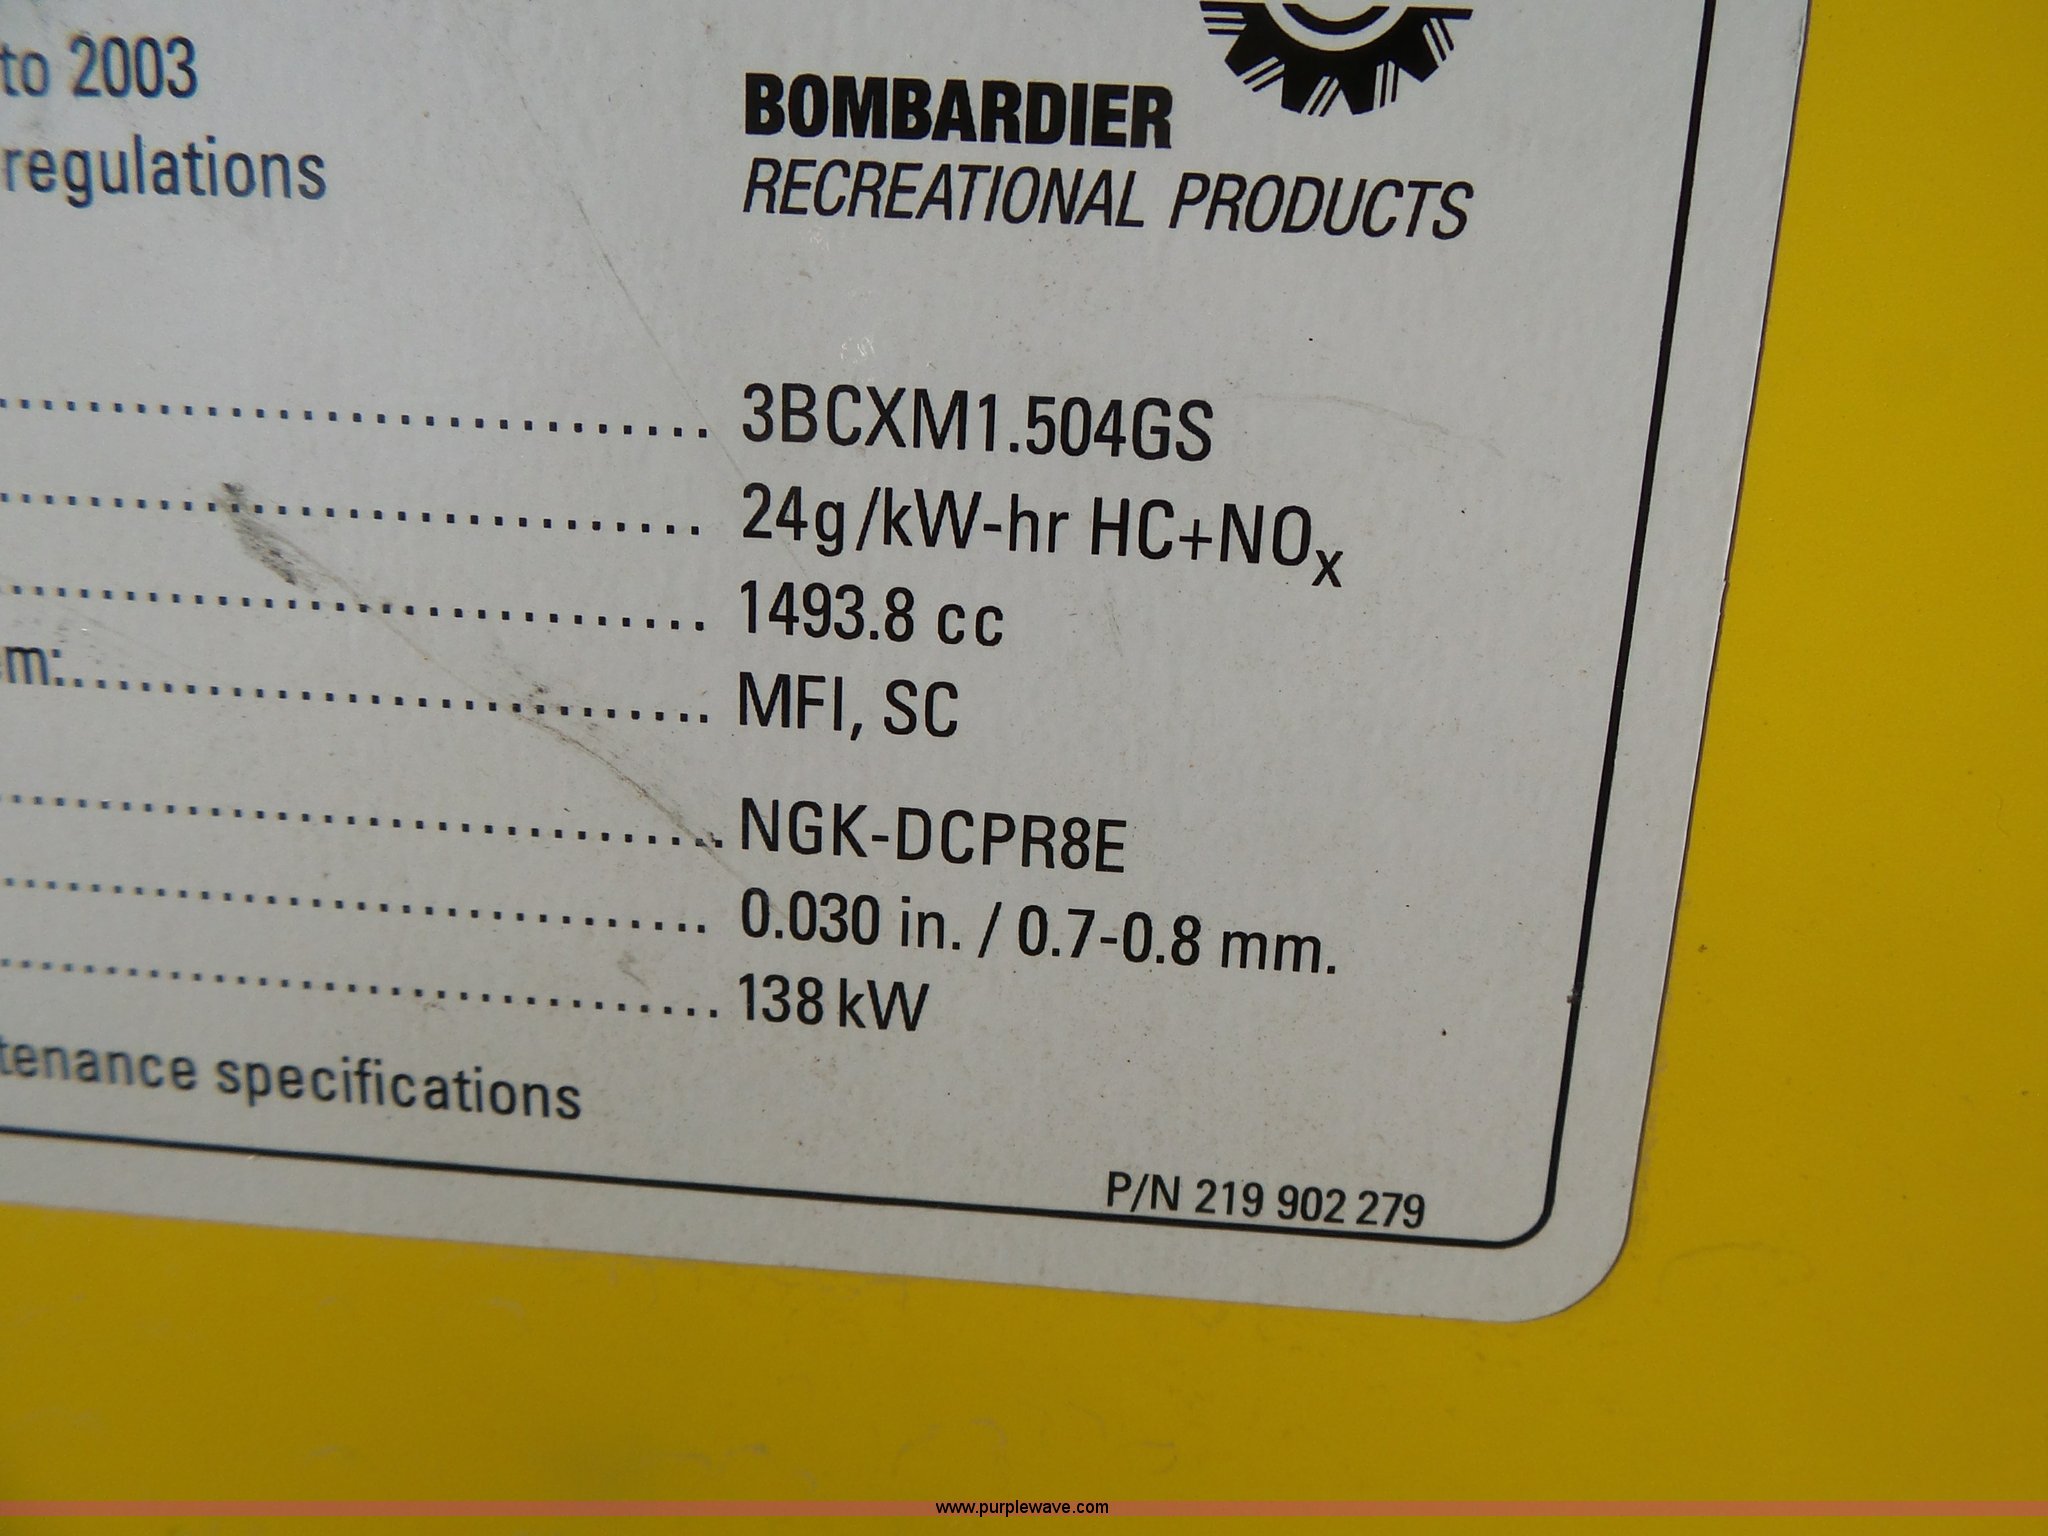 to 2003
regulations
BOMBARDIER
RECREATIONAL PRODUCTS
3BCXM1.504GS
24g/kW-hr HC+NOx
1493.8 cc
m: MFI, SC
NGK-DCPR8E
0.030 in. / 0.7-0.8 mm.
138 kW
tenance specifications
P/N 219 902 279
www.purplewave.com